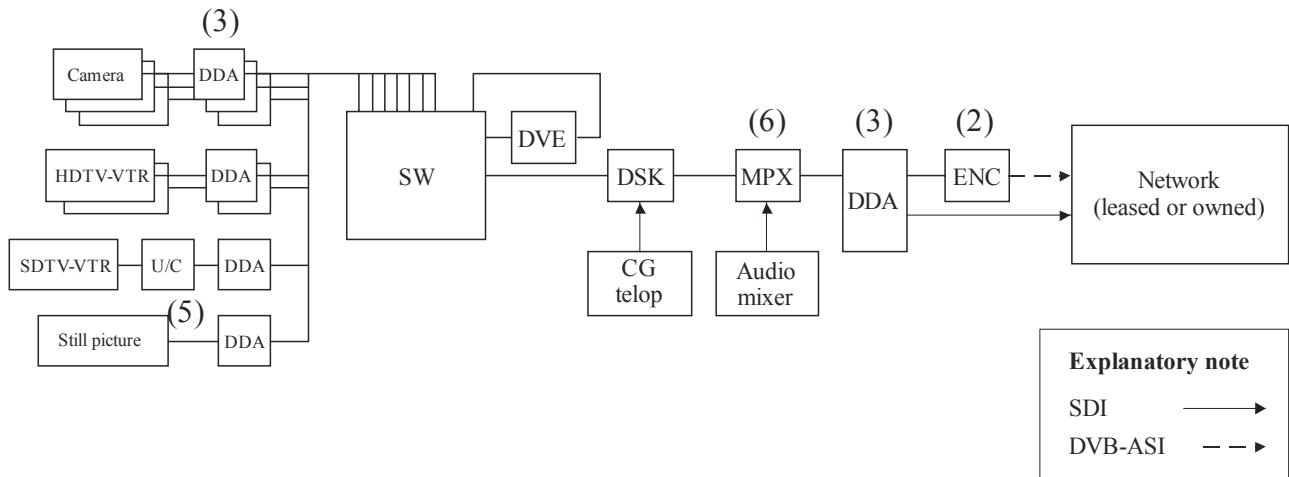 (3)
Camera
DDA
HDTV-VTR
DDA
SDTV-VTR
U/C
DDA
(5)
Still picture
DDA
SW
DVE
DSK
CG
telop
(6)
MPX
Audio
mixer
(3)
DDA
(2)
ENC
Network
(leased or owned)
Explanatory note
SDI
DVB-ASI